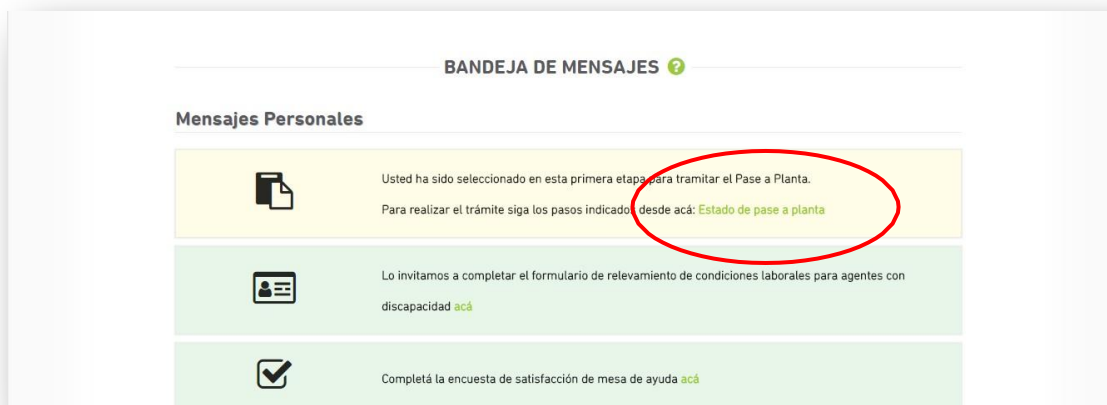 BANDEJA DE MENSAJES ?
Mensajes Personales
Usted ha sido seleccionado en esta primera etapa para tramitar el Pase a Planta.
Para realizar el trámite siga los pasos indicados desde acá: Estado de pase a planta
Lo invitamos a completar el formulario de relevamiento de condiciones laborales para agentes con
discapacidad acá
Completá la encuesta de satisfacción de mesa de ayuda acá